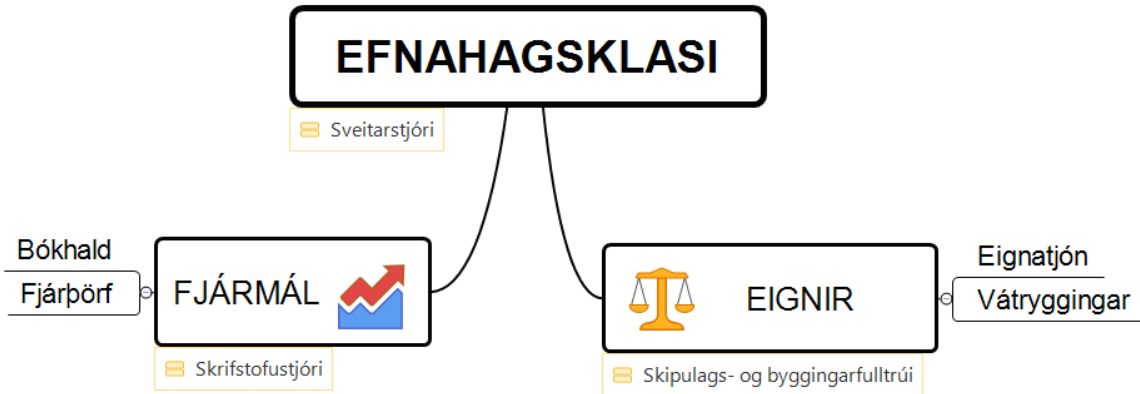 EFNAHAGSKLASI
Sveitarstjóri
Bókhald
Fjárþörf
FJÁRMÁL
Skrifstofustjóri
EIGNIR
Skipulags- og byggingarfulltrúi
Eignatjón
Vátryggingar